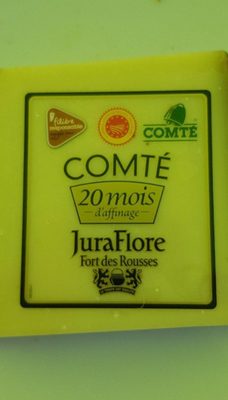 filière
responsable
COMTÉ
COMTÉ
20 mois
d'affinage
JuraFlore
Fort des Rousses